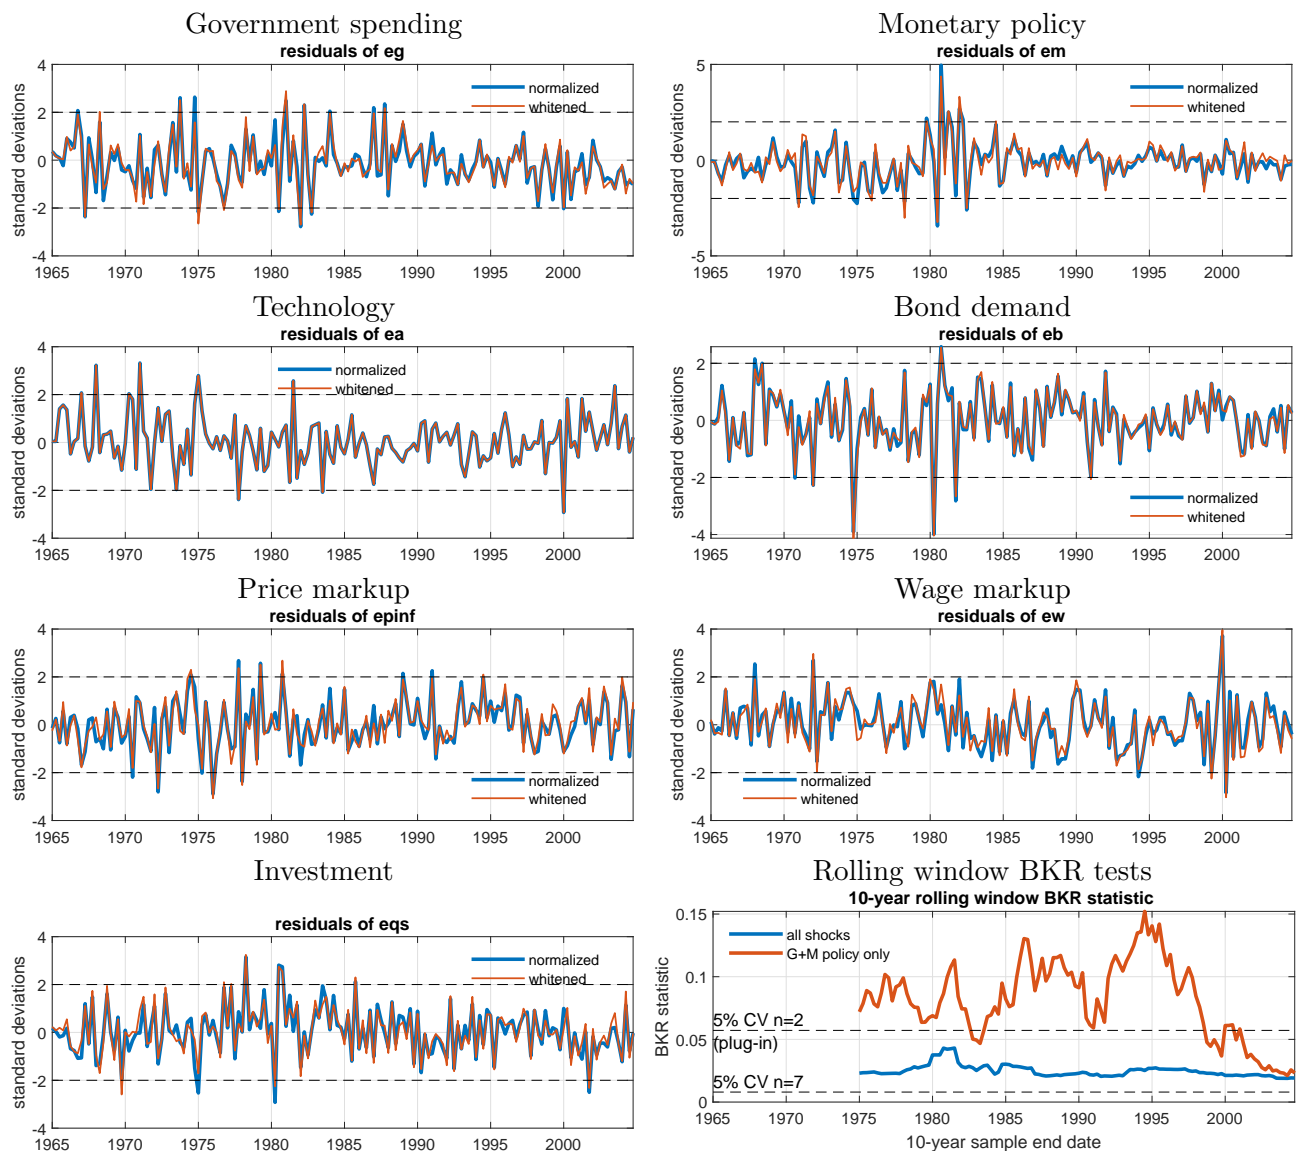 Government spending
residuals of eg
standard deviations
4
2
0
-2
-4
normalized
whitened
1965 1970 1975 1980 1985 1990 1995 2000
Monetary policy
residuals of em
standard deviations
5
0
-5
normalized
whitened
1965 1970 1975 1980 1985 1990 1995 2000
Technology
residuals of ea
standard deviations
4
2
0
-2
-4
normalized
whitened
1965 1970 1975 1980 1985 1990 1995 2000
Bond demand
residuals of eb
standard deviations
2
0
-2
-4
normalized
whitened
1965 1970 1975 1980 1985 1990 1995 2000
Price markup
residuals of epinf
standard deviations
4
2
0
-2
-4
normalized
whitened
1965 1970 1975 1980 1985 1990 1995 2000
Wage markup
residuals of ew
standard deviations
4
2
0
-2
-4
normalized
whitened
1965 1970 1975 1980 1985 1990 1995 2000
Investment
residuals of eqs
standard deviations
4
2
0
-2
-4
normalized
whitened
1965 1970 1975 1980 1985 1990 1995 2000
Rolling window BKR tests
10-year rolling window BKR statistic
BKR statistic
0.15
0.1
0.05
0
all shocks
G+M policy only
5% CV n=2
(plug-in)
5% CV n=7
1965 1970 1975 1980 1985 1990 1995 2000
10-year sample end date